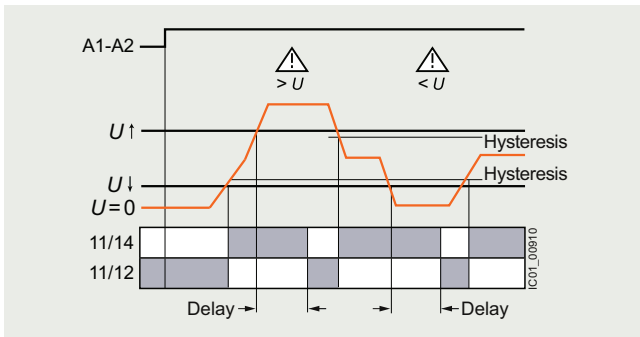 A1-A2
> U
< U
U↑
Hysteresis
Hysteresis
U↓
U=0
11/14
11/12
IC01_00910
Delay
Delay